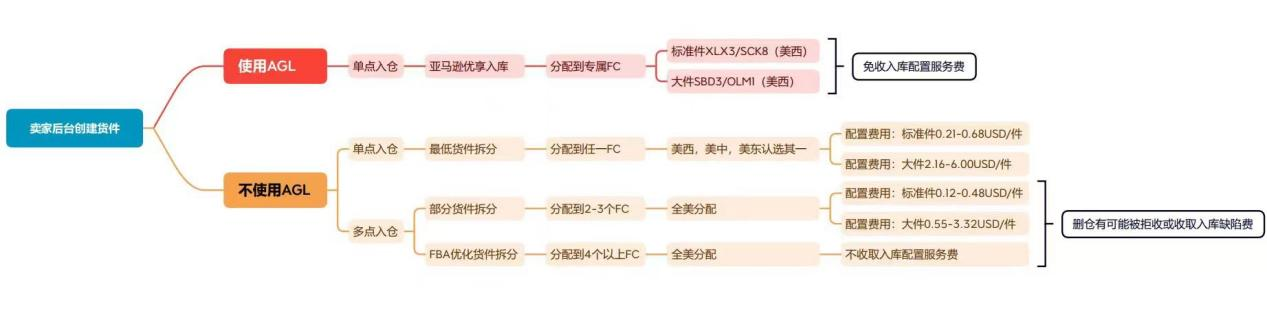 卖家后台创建货件
使用AGL
单点入仓
亚马逊优享入库
分配到专属FC
标准件XLX3/SCK8（美西）
大件SBD3/OLM1（美西）
免收入库配置服务费
不使用AGL
单点入仓
最低货件拆分
分配到任一FC
美西，美中，美东认选其一
配置费用：标准件0.21-0.68USD/件
配置费用：大件2.16-6.00USD/件
多点入仓
部分货件拆分
分配到2-3个FC
全美分配
配置费用：标准件0.12-0.48USD/件
配置费用：大件0.55-3.32USD/件
FBA优化货件拆分
分配到4个以上FC
全美分配
不收取入库配置服务费
删仓有可能被拒收或收取入库缺陷费